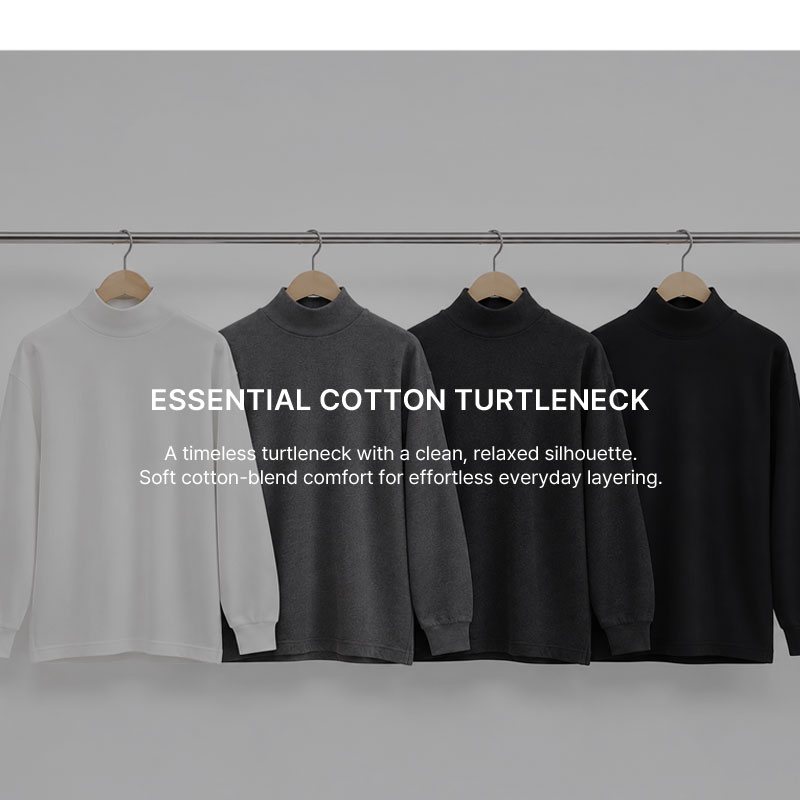 ESSENTIAL COTTON TURTLENECK
A timeless turtleneck with a clean, relaxed silhouette.
Soft cotton-blend comfort for effortless everyday layering.